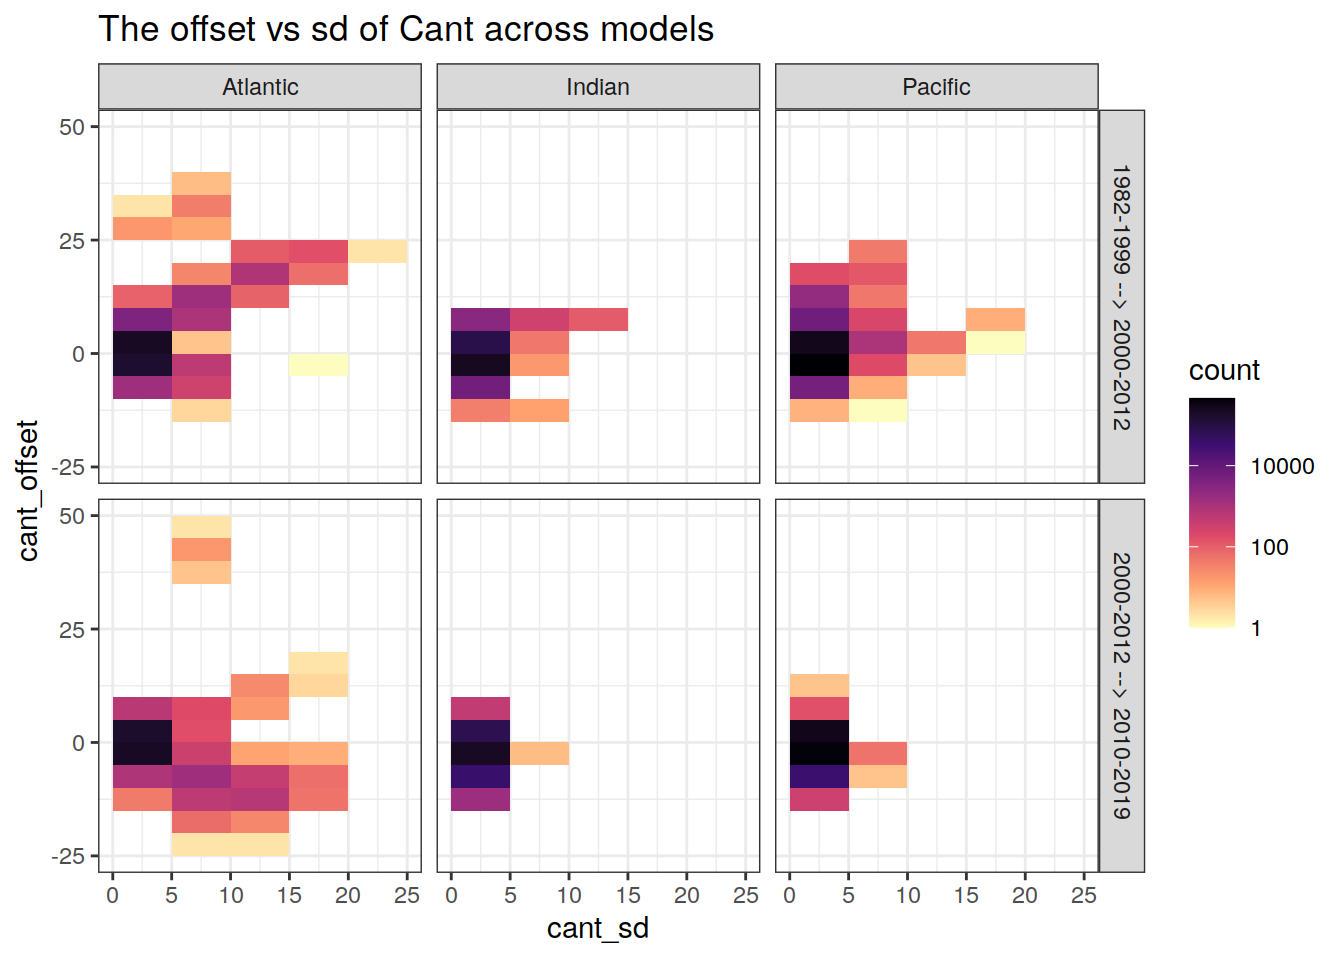 The offset vs sd of Cant across models
Atlantic
Indian
Pacific
50
25
0
-25
1982-1999 --> 2000-2012
50
25
0
-25
2000-2012 --> 2010-2019
cant_offset
0 5 10 15 20 25
0 5 10 15 20 25
0 5 10 15 20 25
cant_sd
count
10000
100
1